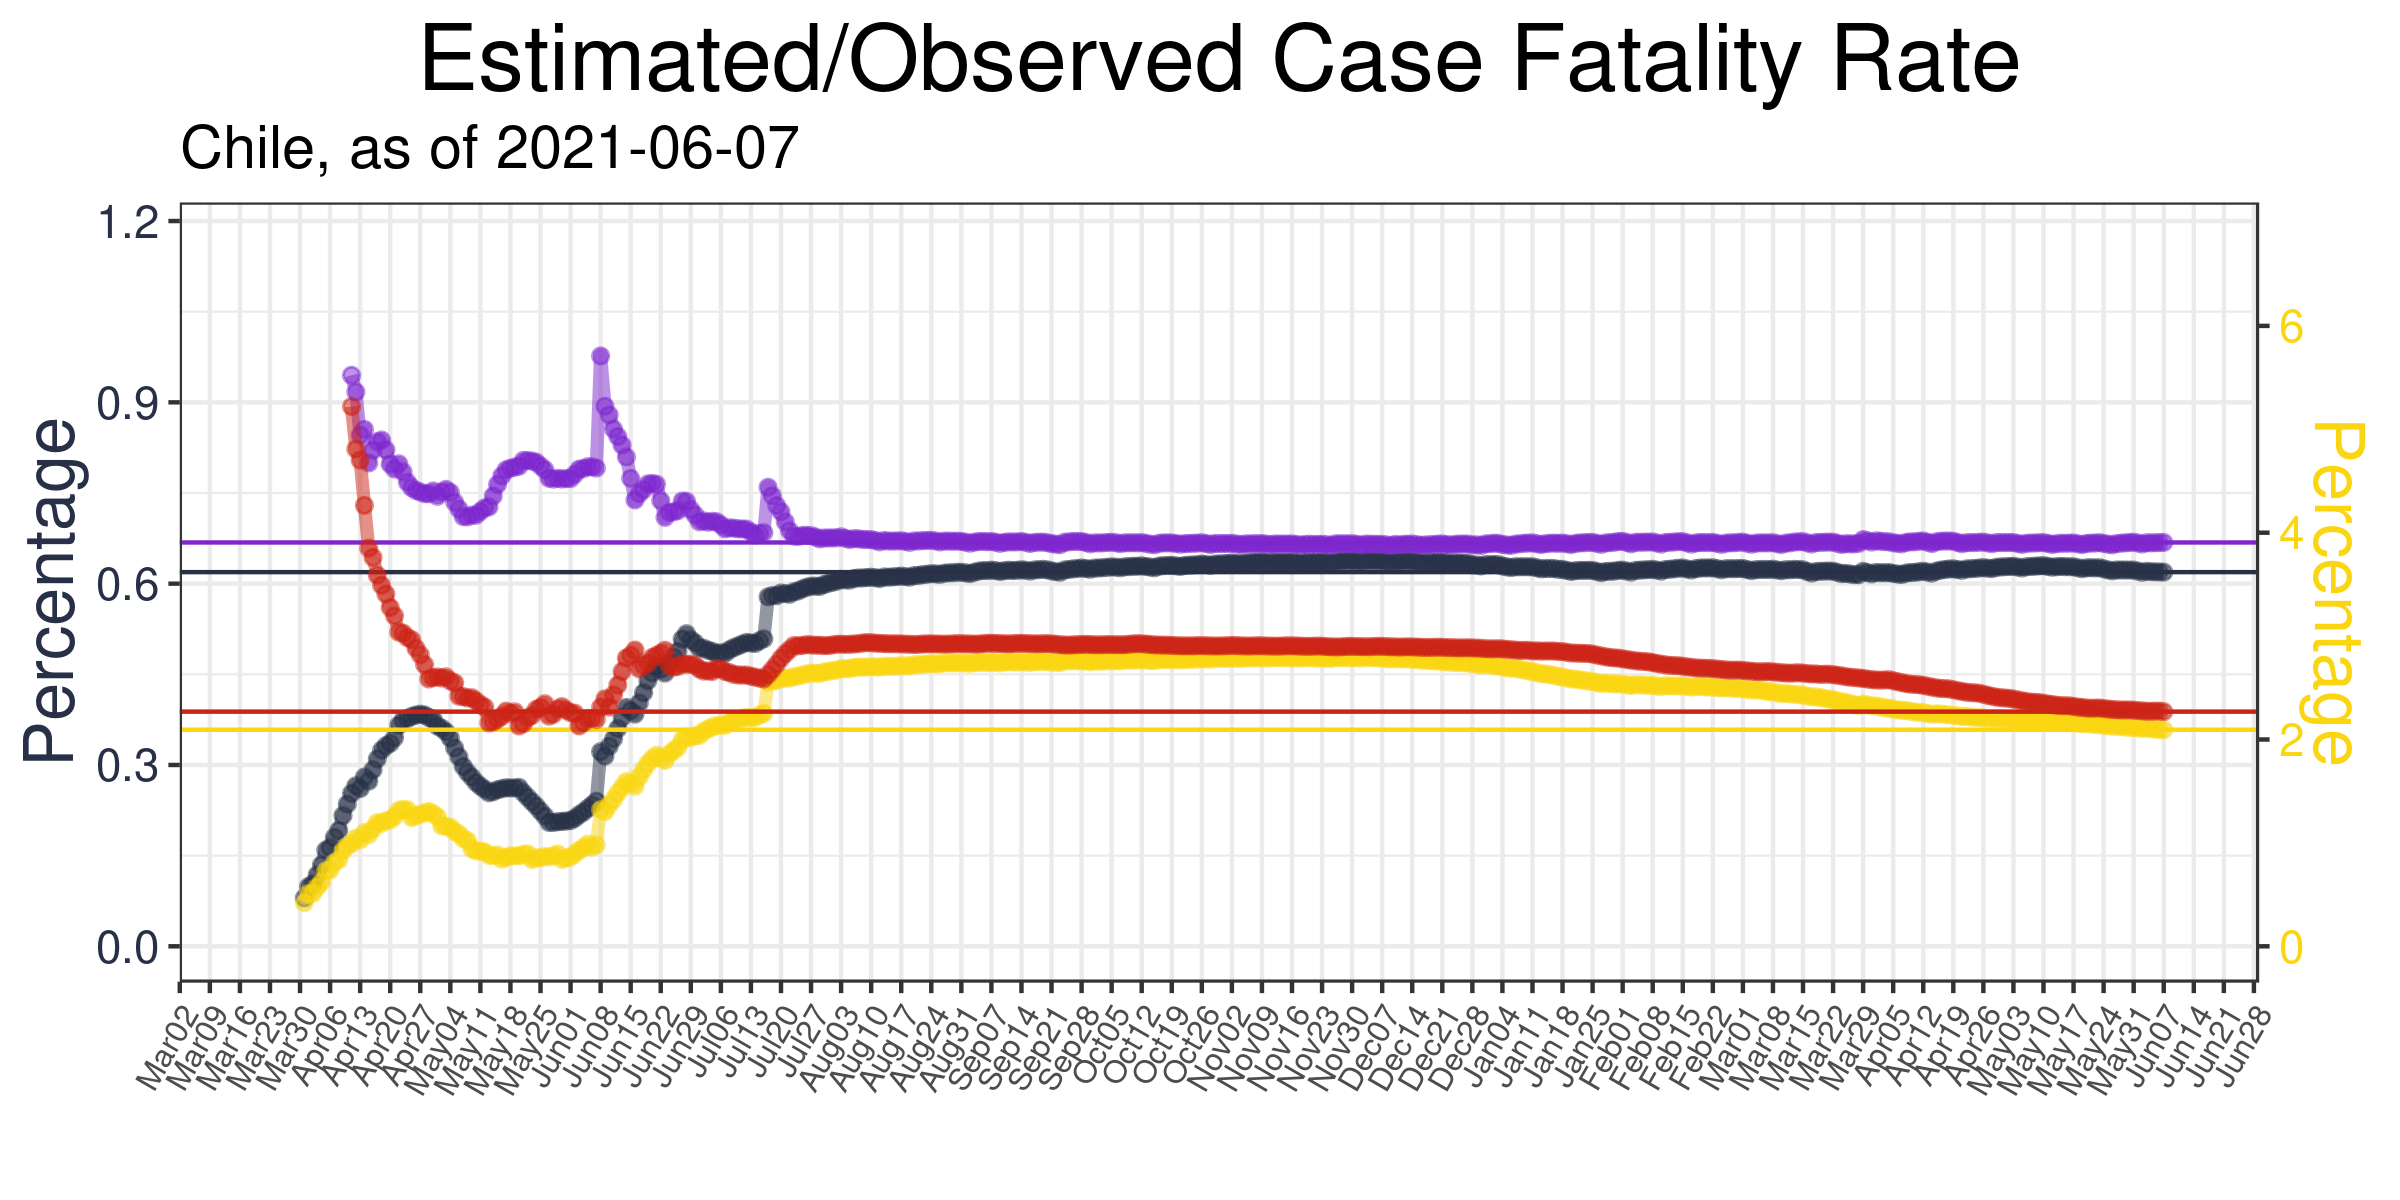 Estimated/Observed Case Fatality Rate
Chile, as of 2021-06-07
Percentage
1.2
0.9
0.6
0.3
0.0
6
4
2
0
Percentage
Mar02
Mar09
Mar16
Mar23
Mar30
Apr06
Apr13
Apr20
Apr27
May04
May11
May18
May25
Jun01
Jun08
Jun15
Jun22
Jun29
Jul06
Jul13
Jul20
Jul27
Aug03
Aug10
Aug17
Aug24
Aug31
Sep07
Sep14
Sep21
Sep28
Oct05
Oct12
Oct19
Oct26
Nov02
Nov09
Nov16
Nov23
Nov30
Dec07
Dec14
Dec21
Dec28
Jan04
Jan11
Jan18
Jan25
Feb01
Feb08
Feb15
Feb22
Mar01
Mar08
Mar15
Mar22
Mar29
Apr05
Apr12
Apr19
Apr26
May03
May10
May17
May24
May31
Jun07
Jun14
Jun21
Jun28